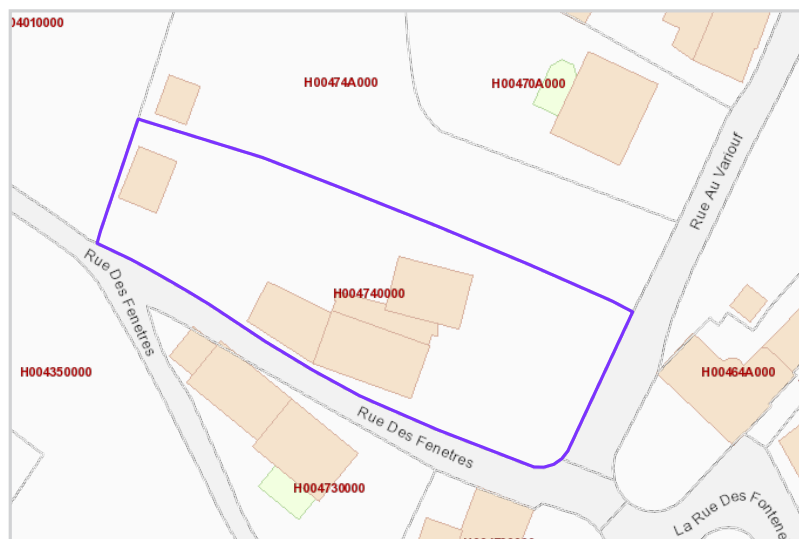 04010000
H00474A000
H00470A000
Rue Au Variouf
Rue Des Fenetres
H004740000
H004350000
H00464A000
Rue Des Fenetres
H004730000
La Rue Des Fontene